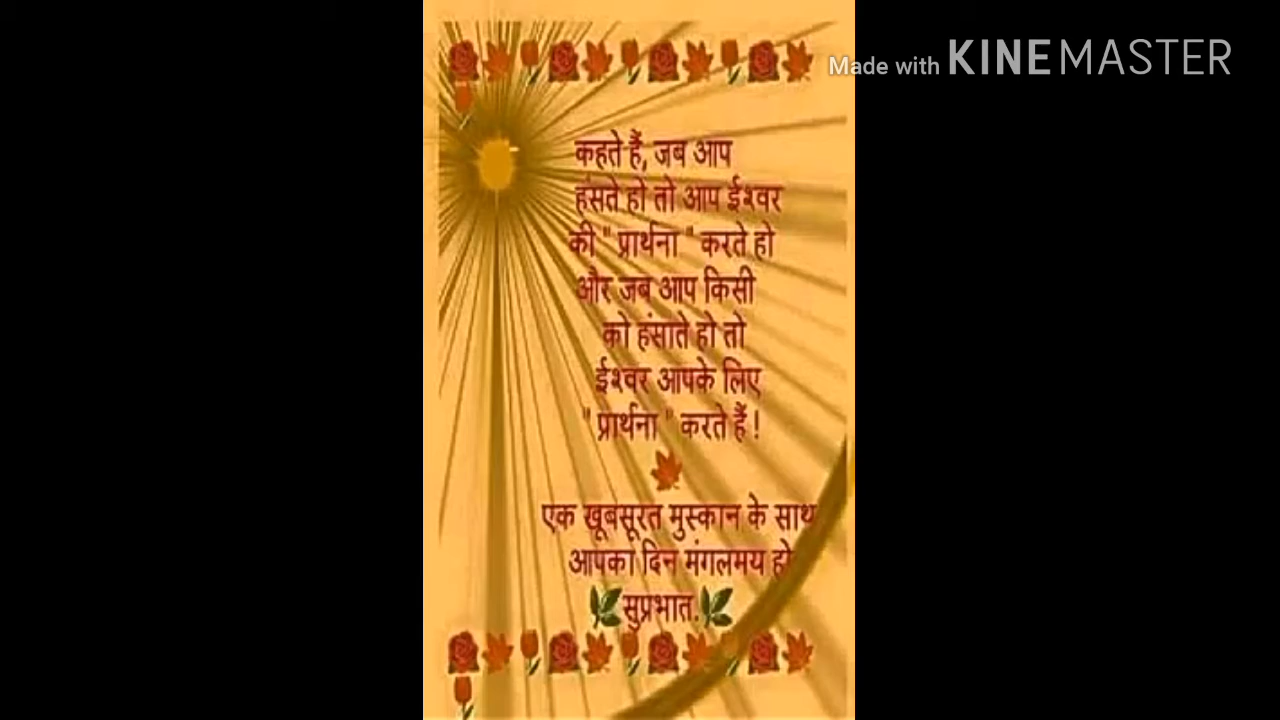 Made with KINEMASTER
कहते हैं, जब आप
हंसते हो तो आप ईश्वर
की " प्रार्थना " करते हो
और जब आप किसी
को हंसाते हो तो
ईश्वर आपके लिए
" प्रार्थना " करते हैं !
एक खूबसूरत मुस्कान के साथ
आपका दिन मंगलमय हो
सुप्रभात.